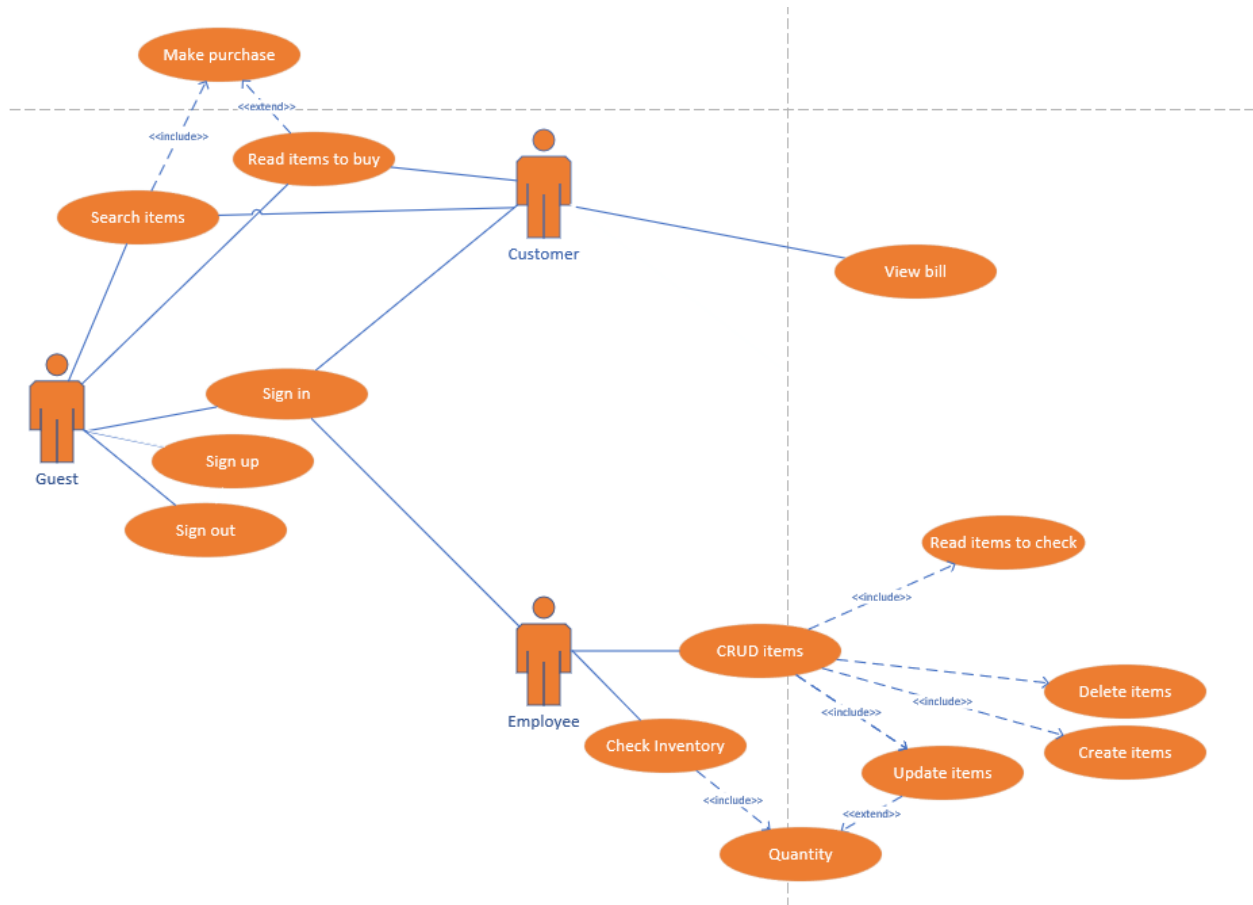 Make purchase
<<extend>>
<<include>>
Read items to buy
Search items
Customer
View bill
Sign in
Sign up
Guest
Sign out
Read items to check
<<include>>
CRUD items
Delete items
<<include>>
<<include>>
Employee
Check Inventory
Create items
Update items
<<include>>
<<extend>>
Quantity